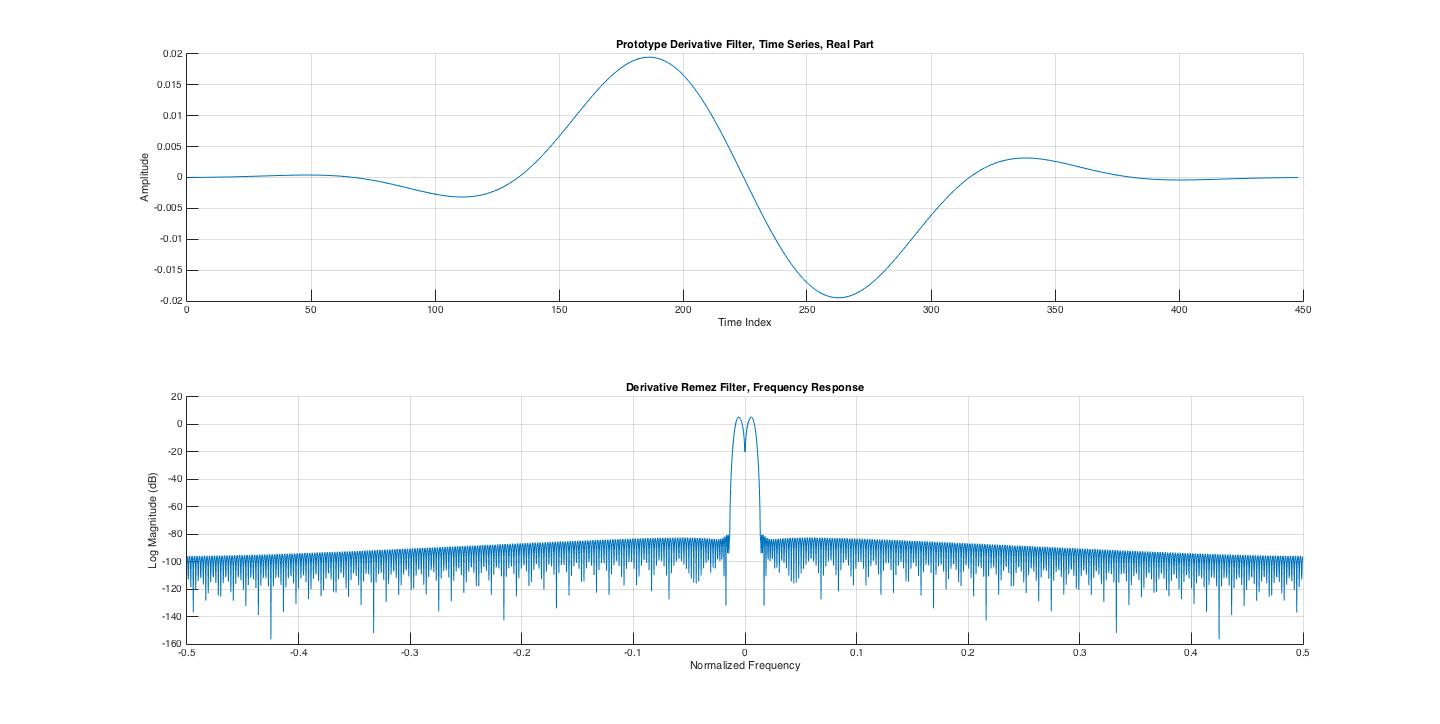 Prototype Derivative Filter, Time Series, Real Part
0.02
0.015
0.01
0.005
0
-0.005
-0.01
-0.015
-0.02
Amplitude
0 50 100 150 200 250 300 350 400 450
Time Index
Derivative Remez Filter, Frequency Response
20
0
-20
-40
-60
-80
-100
-120
-140
-160
Log Magnitude (dB)
-0.5 -0.4 -0.3 -0.2 -0.1 0 0.1 0.2 0.3 0.4 0.5
Normalized Frequency